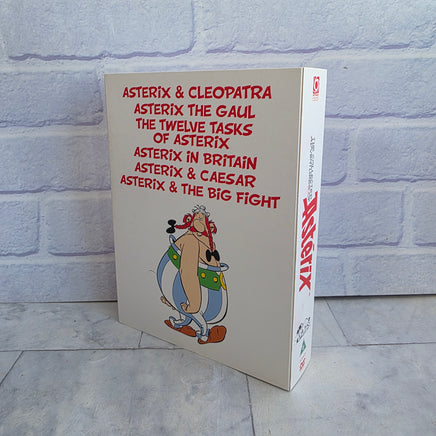 ASTERIX & CLEOPATRA
ASTERIX THE GAUL
THE TWELVE TASKS
OF ASTERIX
ASTERIX IN BRITAIN
ASTERIX & CAESAR
ASTERIX & THE BIG FIGHT
Asterix